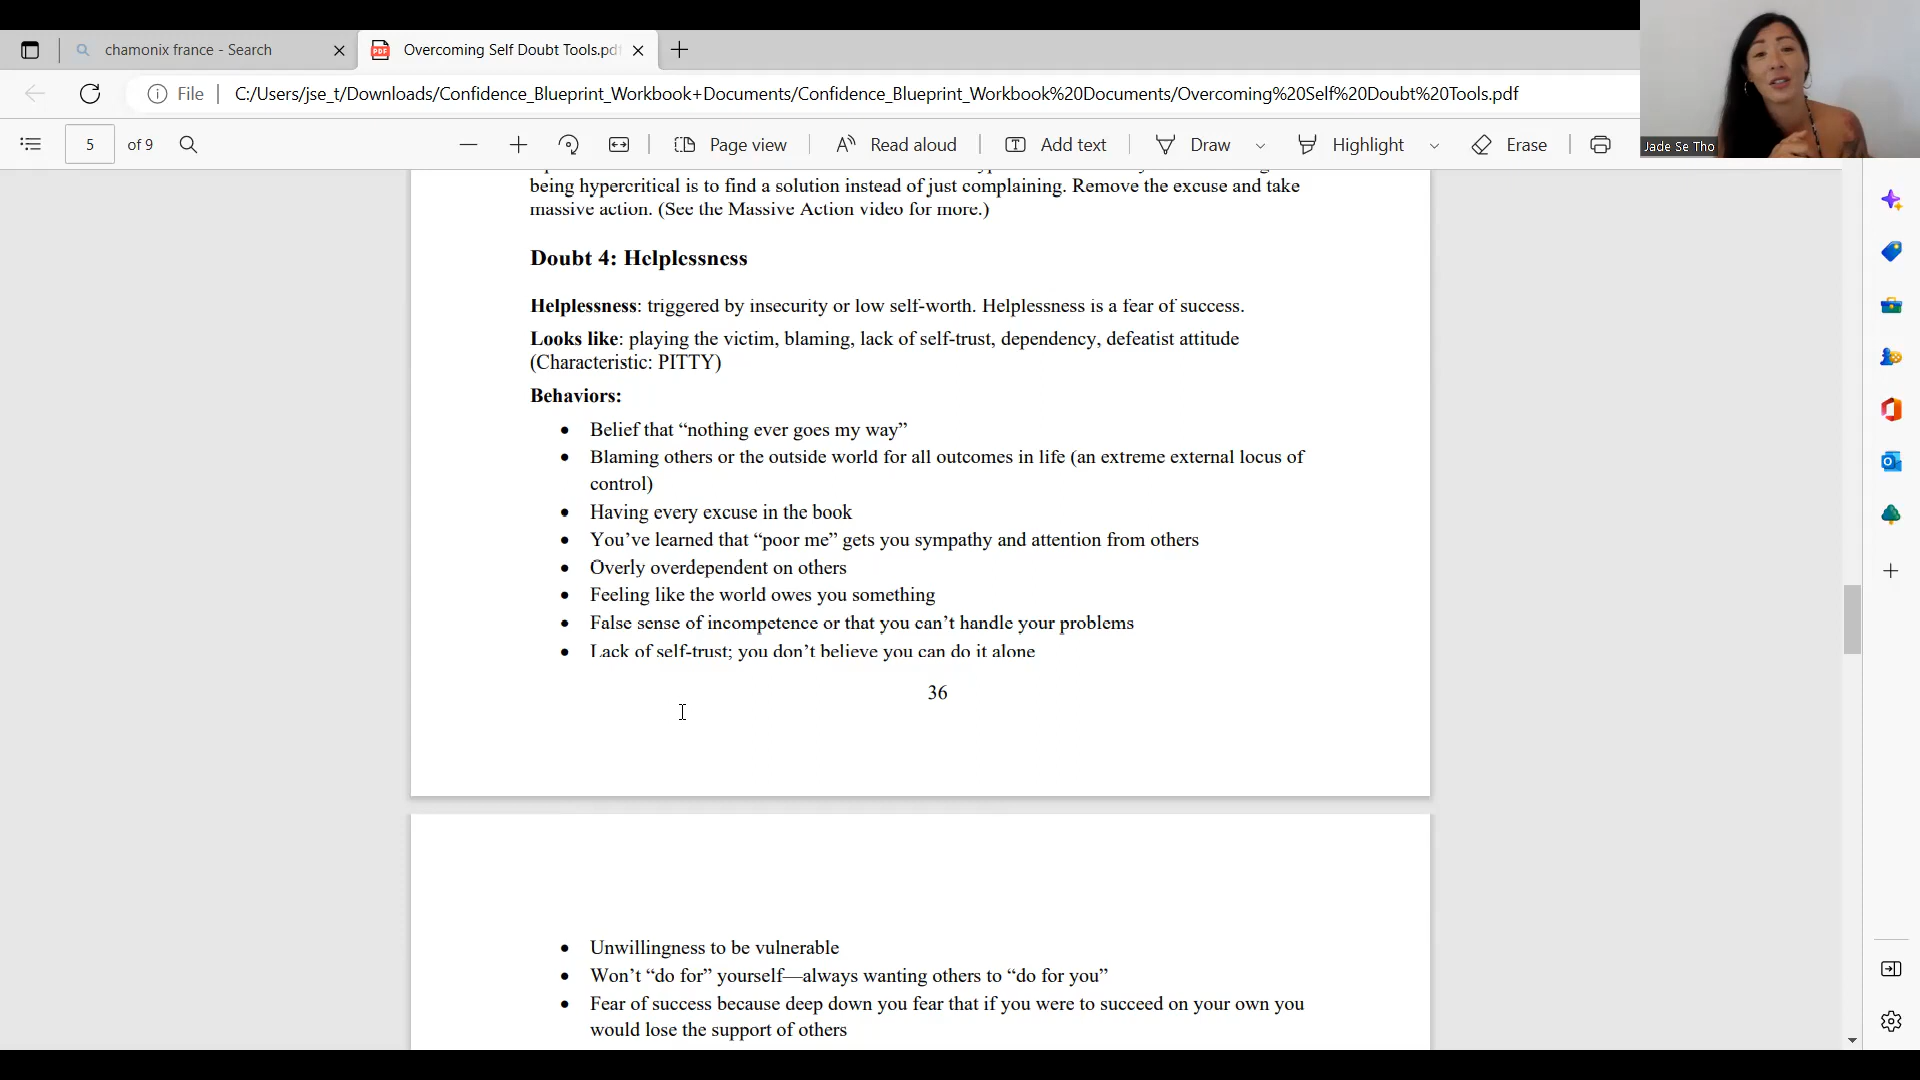 chamonix france - Search
Overcoming Self Doubt Tools.pdf
File
C:/Users/jse_t/Downloads/Confidence_Blueprint_Workbook+Documents/Confidence_Blueprint_Workbook%20Documents/Overcoming%20Self%20Doubt%20Tools.pdf
Jade Se Tho
5 of 9
Page view
Read aloud
Add text
Draw
Highlight
Erase
being hypercritical is to find a solution instead of just complaining. Remove the excuse and take
massive action. (See the Massive Action video for more.)
Doubt 4: Helplessness
Helplessness: triggered by insecurity or low self-worth. Helplessness is a fear of success.
Looks like: playing the victim, blaming, lack of self-trust, dependency, defeatist attitude
(Characteristic: PITTY)
Behaviors:
• Belief that “nothing ever goes my way”
• Blaming others or the outside world for all outcomes in life (an extreme external locus of
control)
• Having every excuse in the book
• You’ve learned that “poor me” gets you sympathy and attention from others
• Overly overdependent on others
• Feeling like the world owes you something
• False sense of incompetence or that you can’t handle your problems
• Lack of self-trust; you don’t believe you can do it alone
36
• Unwillingness to be vulnerable
• Won’t “do for” yourself—always wanting others to “do for you”
• Fear of success because deep down you fear that if you were to succeed on your own you
would lose the support of others